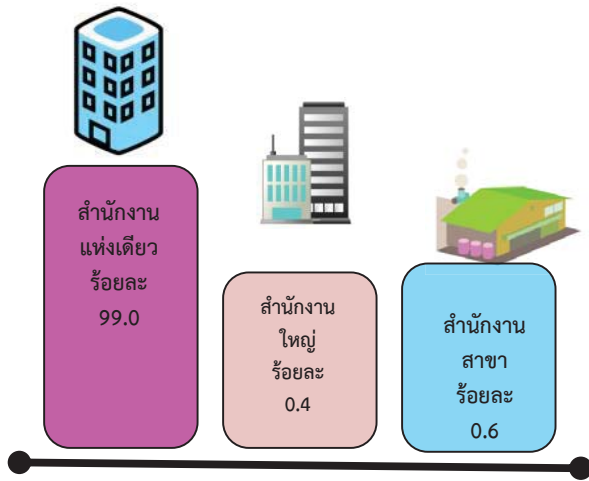 สำนักงาน
แห่งเดียว
ร้อยละ
99.0
สำนักงาน
ใหญ่
ร้อยละ
0.4
สำนักงาน
สาขา
ร้อยละ
0.6